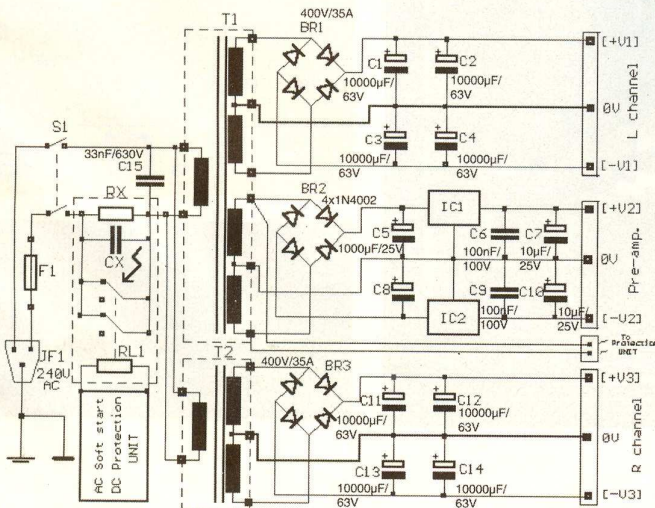 T1
400V/35A
BR1
C1
10000µF/
63V
C2
10000µF/
63V
C3
10000µF/
63V
C4
10000µF/
63V
[+V1]
0V
[-V1]
L channel
S1
33nF/630V
C15
RX
CX
F1
RL1
JF1
240V
AC
AC Soft start
DC Protection
UNIT
BR2
4x1N4002
1000µF/25V
C5
C8
IC1
IC2
C6
100nF/
100V
C7
10µF/
25V
C9
100nF/
100V
C10
10µF/
25V
[+V2]
0V
[-V2]
Pre-amp.
To
Protection
UNIT
T2
400V/35A
BR3
C11
10000µF/
63V
C12
10000µF/
63V
C13
10000µF/
63V
C14
10000µF/
63V
[+V3]
0V
[-V3]
R channel